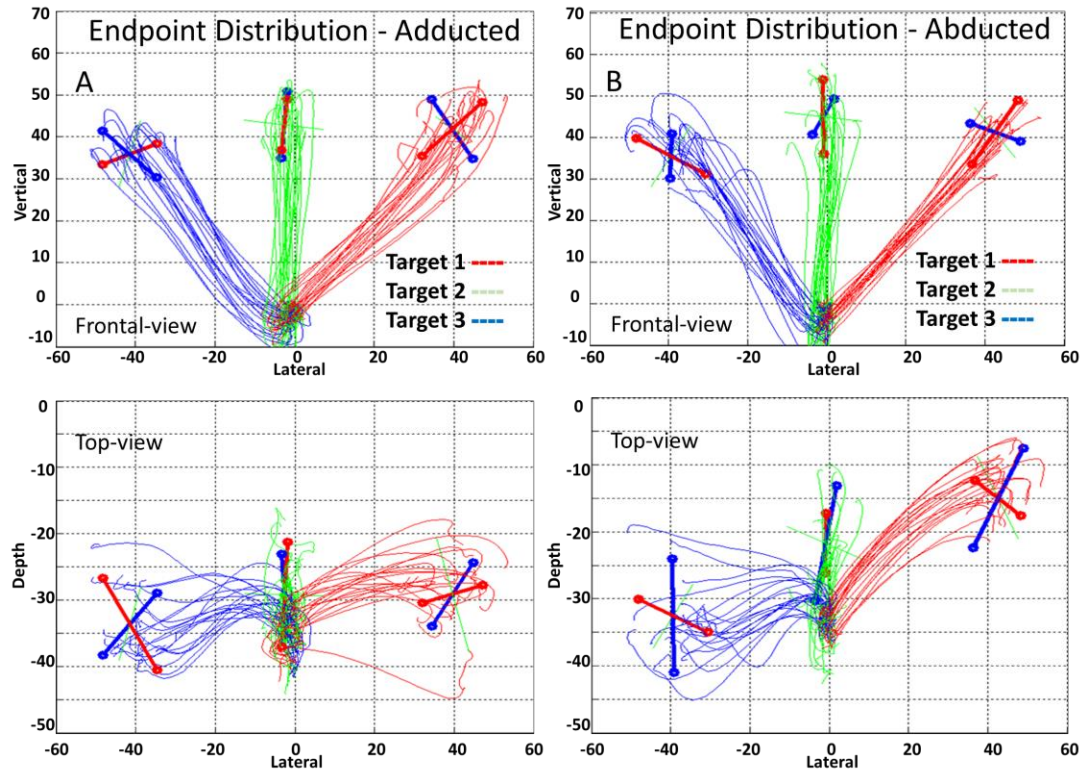 Endpoint Distribution - Adducted
A
Vertical
70
60
50
40
30
20
10
0
-10
Target 1
Target 2
Target 3
Frontal-view
-60 -40 -20 0 20 40 60
Lateral
Endpoint Distribution - Abducted
B
Vertical
70
60
50
40
30
20
10
0
-10
Target 1
Target 2
Target 3
Frontal-view
-60 -40 -20 0 20 40 60
Lateral
Top-view
Depth
0
-10
-20
-30
-40
-50
-60 -40 -20 0 20 40 60
Lateral
Top-view
Depth
0
-10
-20
-30
-40
-50
-60 -40 -20 0 20 40 60
Lateral